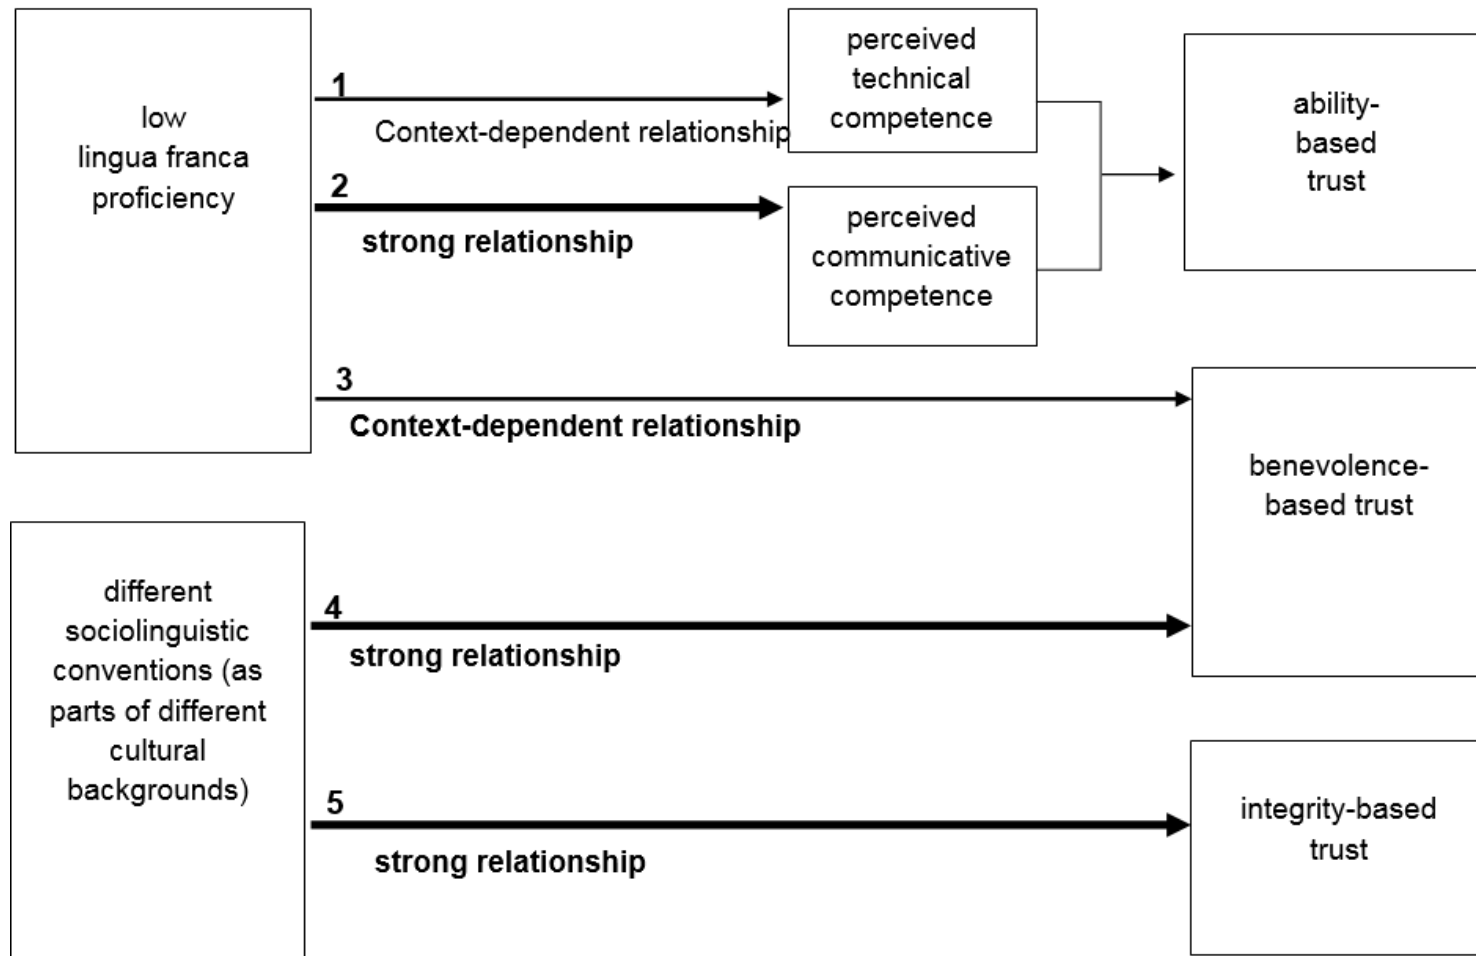 low
lingua franca
proficiency
1
Context-dependent relationship
2
strong relationship
perceived
technical
competence
perceived
communicative
competence
ability-
based
trust
3
Context-dependent relationship
benevolence-
based trust
different
sociolinguistic
conventions (as
parts of different
cultural
backgrounds)
4
strong relationship
5
strong relationship
integrity-based
trust